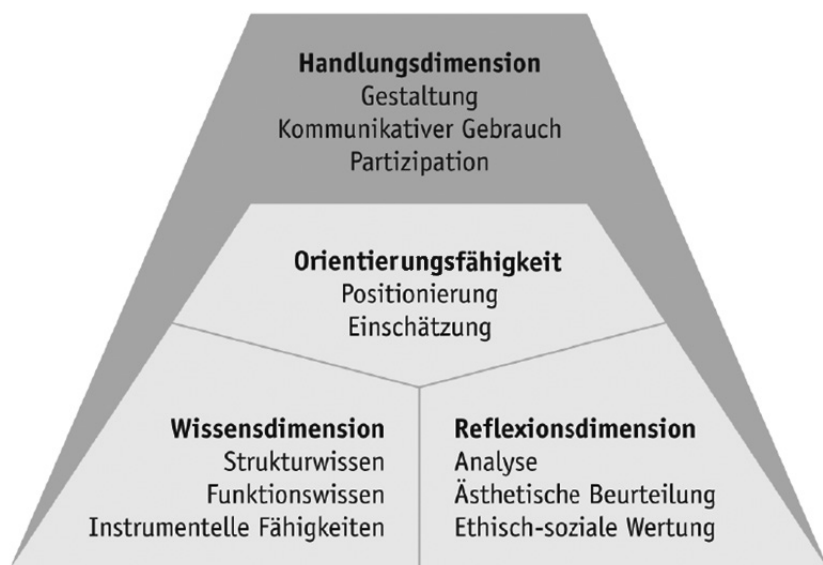 Handlungsdimension
Gestaltung
Kommunikativer Gebrauch
Partizipation
Orientierungsfähigkeit
Positionierung
Einschätzung
Wissensdimension
Strukturwissen
Funktionswissen
Instrumentelle Fähigkeiten
Reflexionsdimension
Analyse
Ästhetische Beurteilung
Ethisch-soziale Wertung